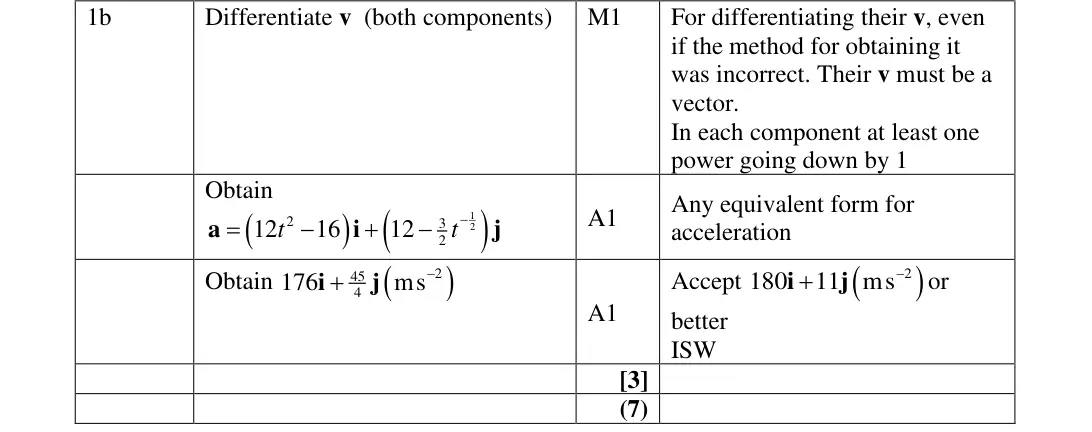 1b Differentiate v (both components) M1 For differentiating their v, even
if the method for obtaining it
was incorrect. Their v must be a
vector.
In each component at least one
power going down by 1
Obtain
a = (12t² − 16)i + (12 − 3/2 t^(−1/2))j A1 Any equivalent form for
acceleration
Obtain 176i + 45/4 j (m s⁻²) A1 Accept 180i + 11j (m s⁻²) or
better
ISW
[3]
(7)